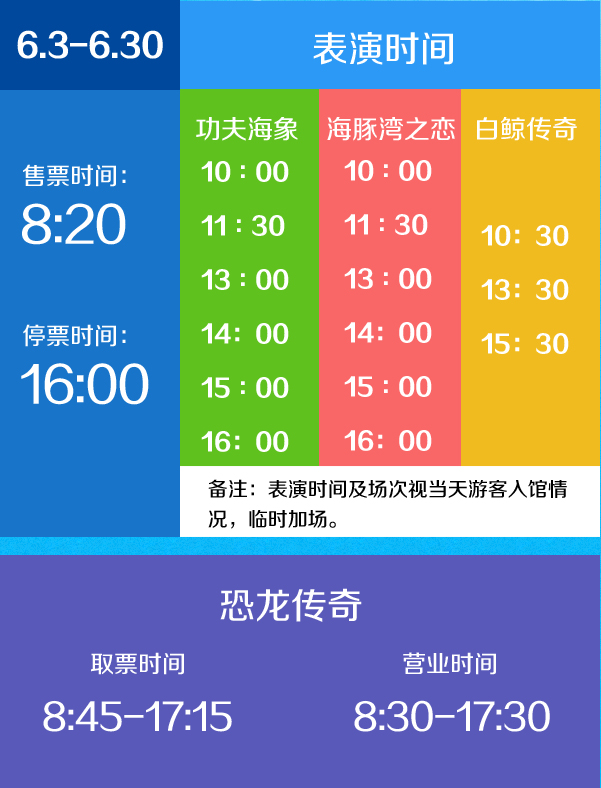 6.3-6.30
表演时间
售票时间：
8:20
停票时间：
16:00
功夫海象
10：00
11：30
13：00
14：00
15：00
16：00
海豚湾之恋
10：00
11：30
13：00
14：00
15：00
16：00
白鲸传奇
10：30
13：30
15：30
备注：表演时间及场次视当天游客入馆情
况，临时加场。
恐龙传奇
取票时间
8:45-17:15
营业时间
8:30-17:30